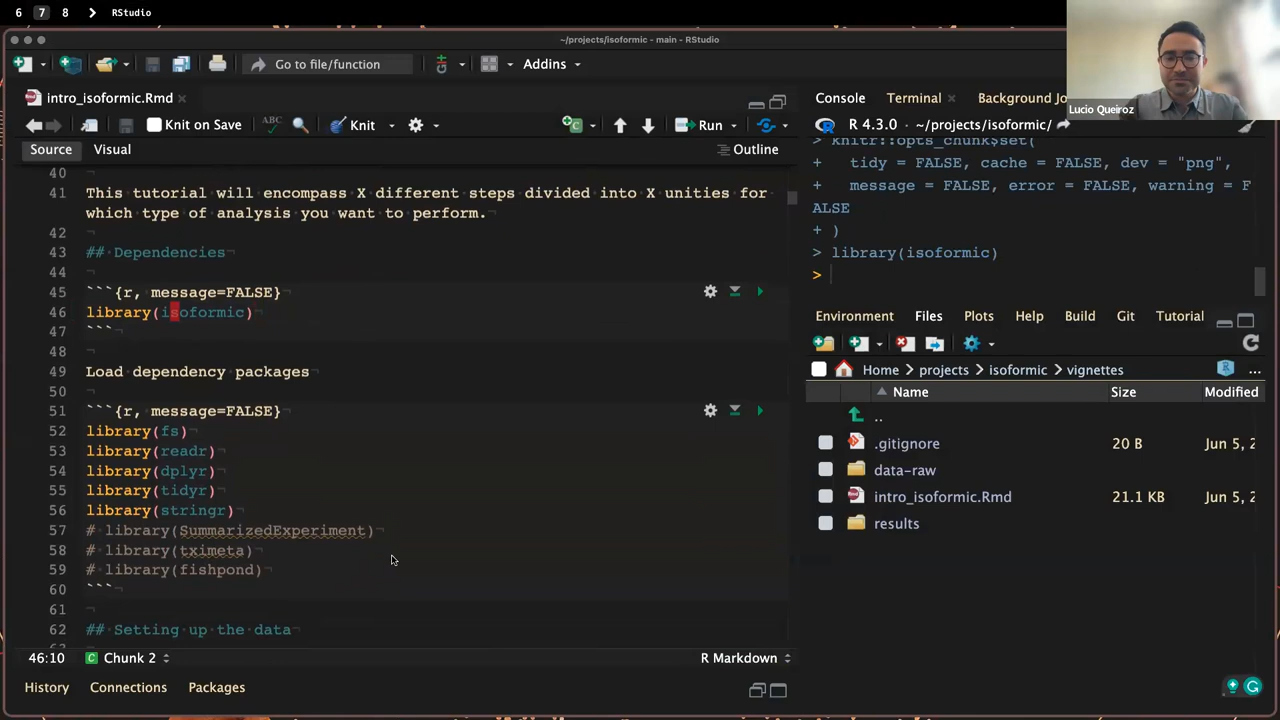 6 7 8 RStudio
~/projects/isoformic - main - RStudio
Go to file/function
Addins
Lucio Queiroz
intro_isoformic.Rmd
Knit on Save
ABC
Knit
Run
Source
Visual
Outline
40
41 This tutorial will encompass X different steps divided into X unities for
which type of analysis you want to perform.
42
43 ## Dependencies
44
45 ```{r, message=FALSE}
46 library(isoformic)
47 ```
48
49 Load dependency packages
50
51 ```{r, message=FALSE}
52 library(fs)
53 library(readr)
54 library(dplyr)
55 library(tidyr)
56 library(stringr)
57 # library(SummarizedExperiment)
58 # library(tximeta)
59 # library(fishpond)
60 ```
61
62 ## Setting up the data
46:10
Chunk 2
R Markdown
History
Connections
Packages
Console
Terminal
Background Jo
R 4.3.0 · ~/projects/isoformic/
> knitr::opts_chunk$set(
+ tidy = FALSE, cache = FALSE, dev = "png",
+ message = FALSE, error = FALSE, warning = F
ALSE
+ )
> library(isoformic)
>
Environment
Files
Plots
Help
Build
Git
Tutorial
Home
projects
isoformic
vignettes
...
Name
Size
Modified
..
.gitignore 20 B Jun 5, 2
data-raw
intro_isoformic.Rmd 21.1 KB Jun 5, 2
results